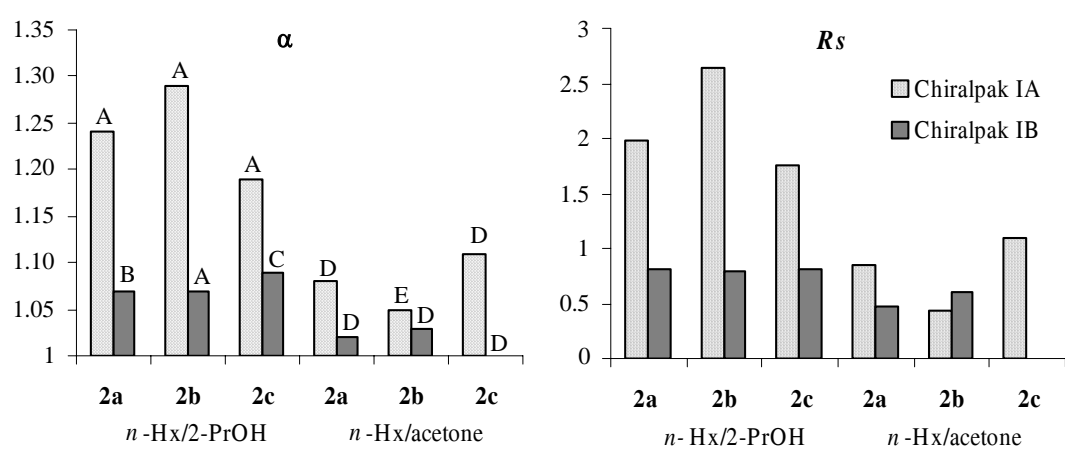 α
1.35
1.30
1.25
1.20
1.15
1.10
1.05
1
A
B
A
A
A
C
D
D
E
D
D
D
2a 2b 2c 2a 2b 2c
n -Hx/2-PrOH n -Hx/acetone
Rs
3
2.5
2
1.5
1
0.5
0
Chiralpak IA
Chiralpak IB
2a 2b 2c 2a 2b 2c
n- Hx/2-PrOH n -Hx/acetone